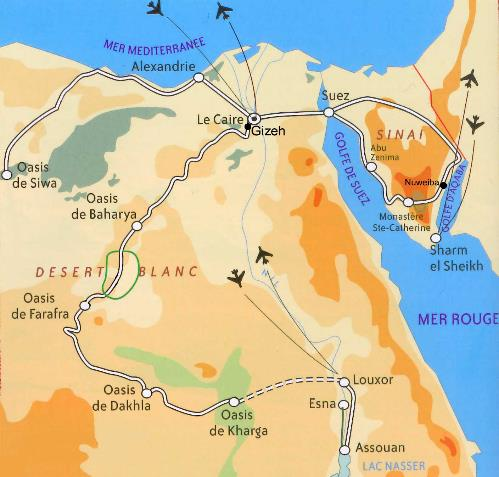 MER MEDITERRANEE
Alexandrie
Suez
Le Caire
Gizeh
SINAÏ
Abu
Zenima
GOLFE DE SUEZ
Oasis
de Siwa
Nuweiba
GOLFE D'AQABA
Oasis
de Baharya
Monastère
Ste-Catherine
Sharm
el Sheikh
DESERT BLANC
NIL
Oasis
de Farafra
MER ROUGE
Louxor
Oasis
de Dakhla
Esna
Oasis
de Kharga
Assouan
LAC NASSER